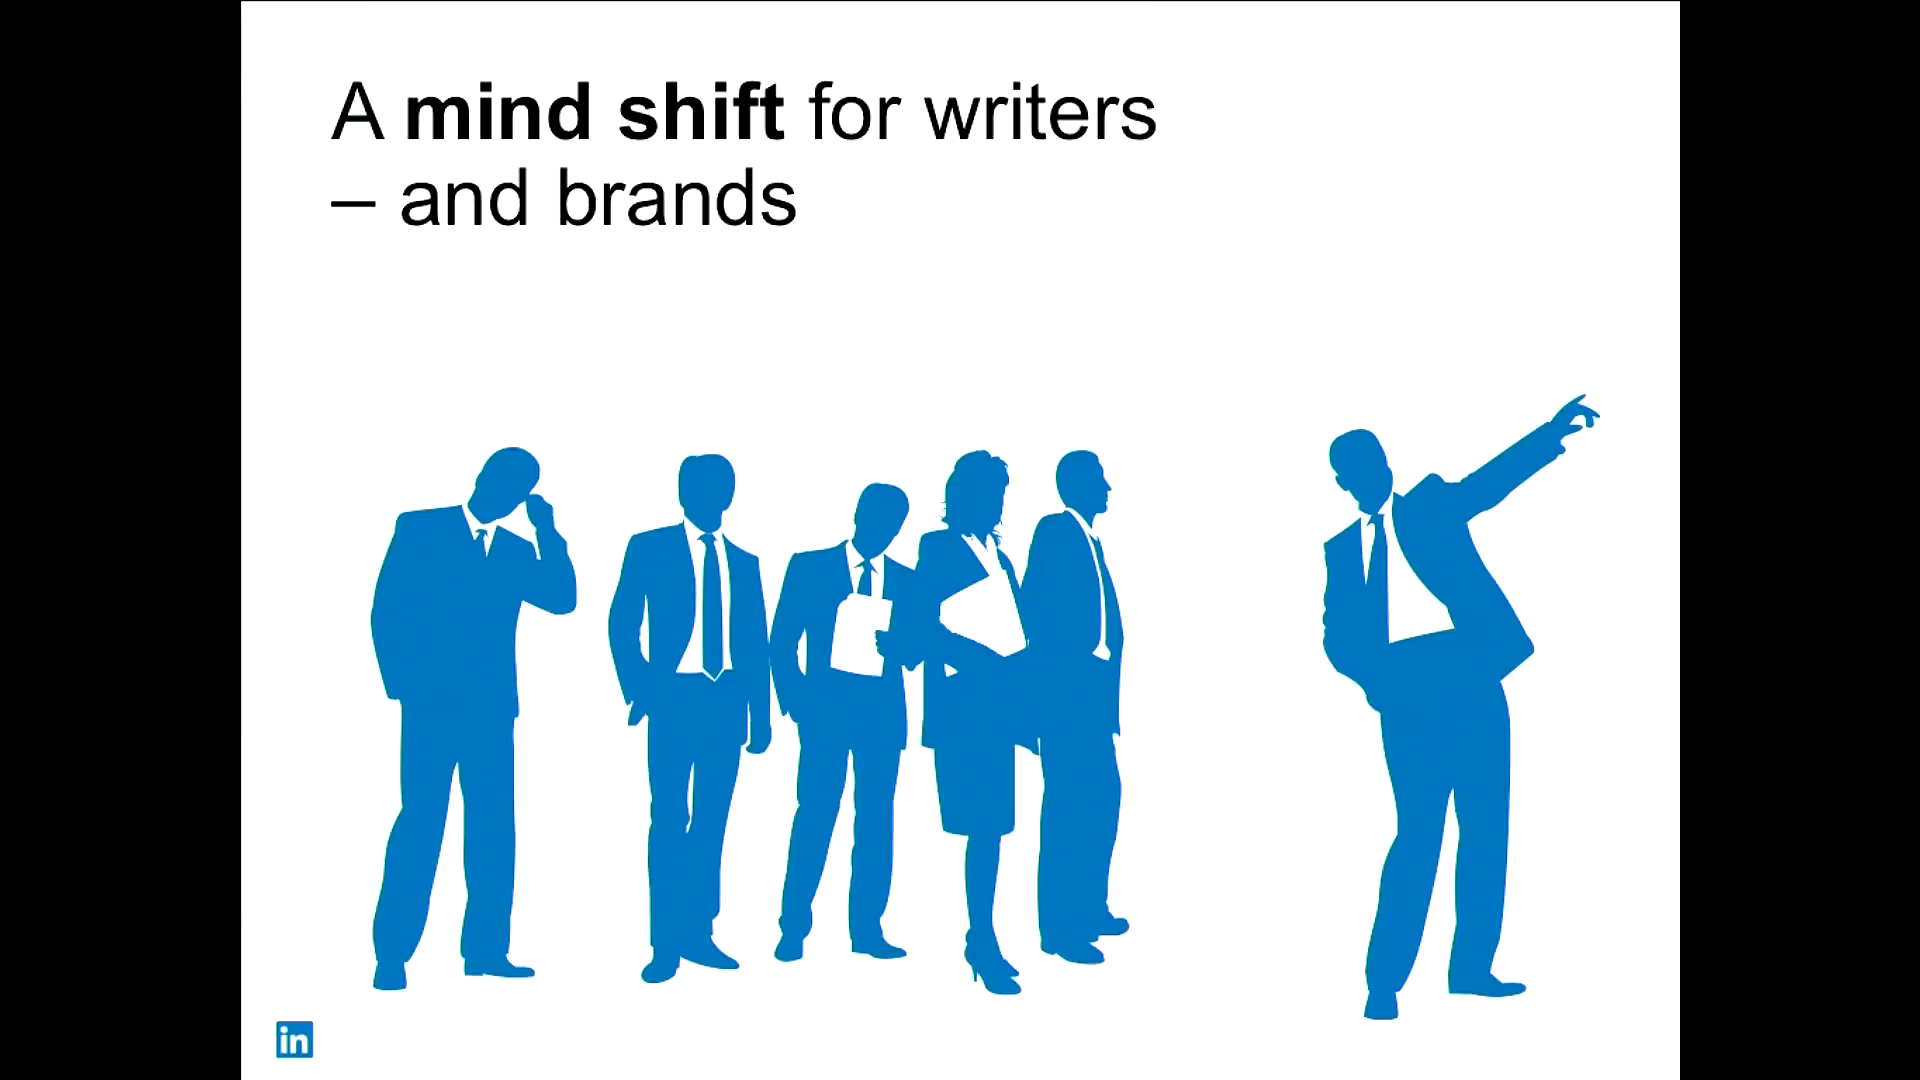 A mind shift for writers
– and brands
in